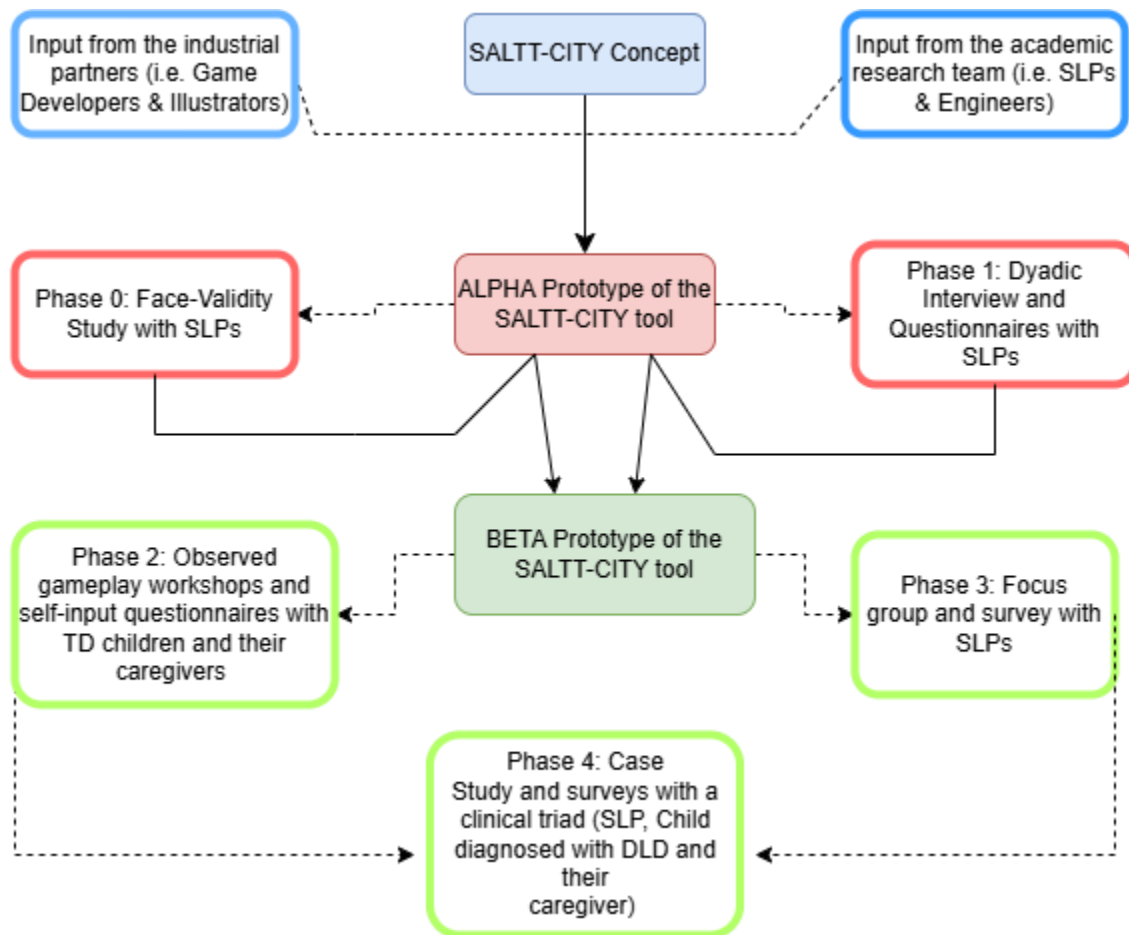 Input from the industrial
partners (i.e. Game
Developers & Illustrators)
SALTT-CITY Concept
Input from the academic
research team (i.e. SLPs
& Engineers)
Phase 0: Face-Validity
Study with SLPs
ALPHA Prototype of the
SALTT-CITY tool
Phase 1: Dyadic
Interview and
Questionnaires with
SLPs
BETA Prototype of the
SALTT-CITY tool
Phase 2: Observed
gameplay workshops and
self-input questionnaires with
TD children and their
caregivers
Phase 3: Focus
group and survey with
SLPs
Phase 4: Case
Study and surveys with a
clinical triad (SLP, Child
diagnosed with DLD and
their
caregiver)